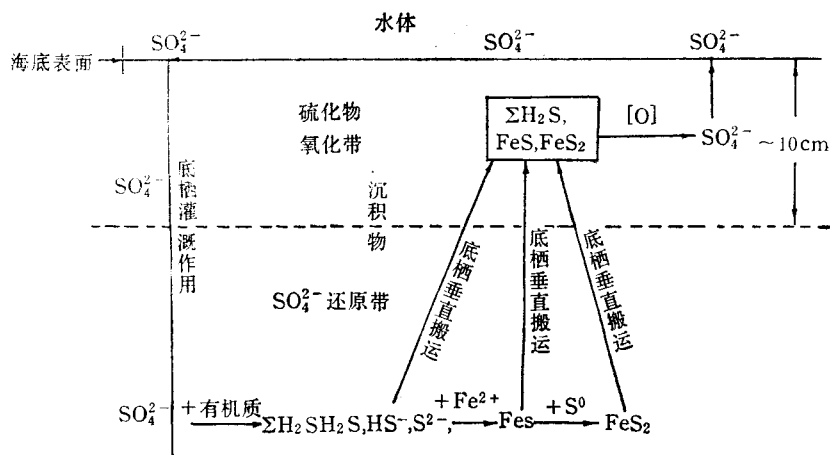 水体
SO₄²⁻ SO₄²⁻ SO₄²⁻
海底表面
硫化物
氧化带
ΣH₂S,
FeS,FeS₂
[O]
SO₄²⁻
~10cm
SO₄²⁻
底栖灌溉作用
沉积物
SO₄²⁻还原带
底栖垂直搬运
底栖垂直搬运
底栖垂直搬运
SO₄²⁻ +有机质 ΣH₂SH₂S,HS⁻,S²⁻, +Fe²⁺ Fes +S⁰ FeS₂